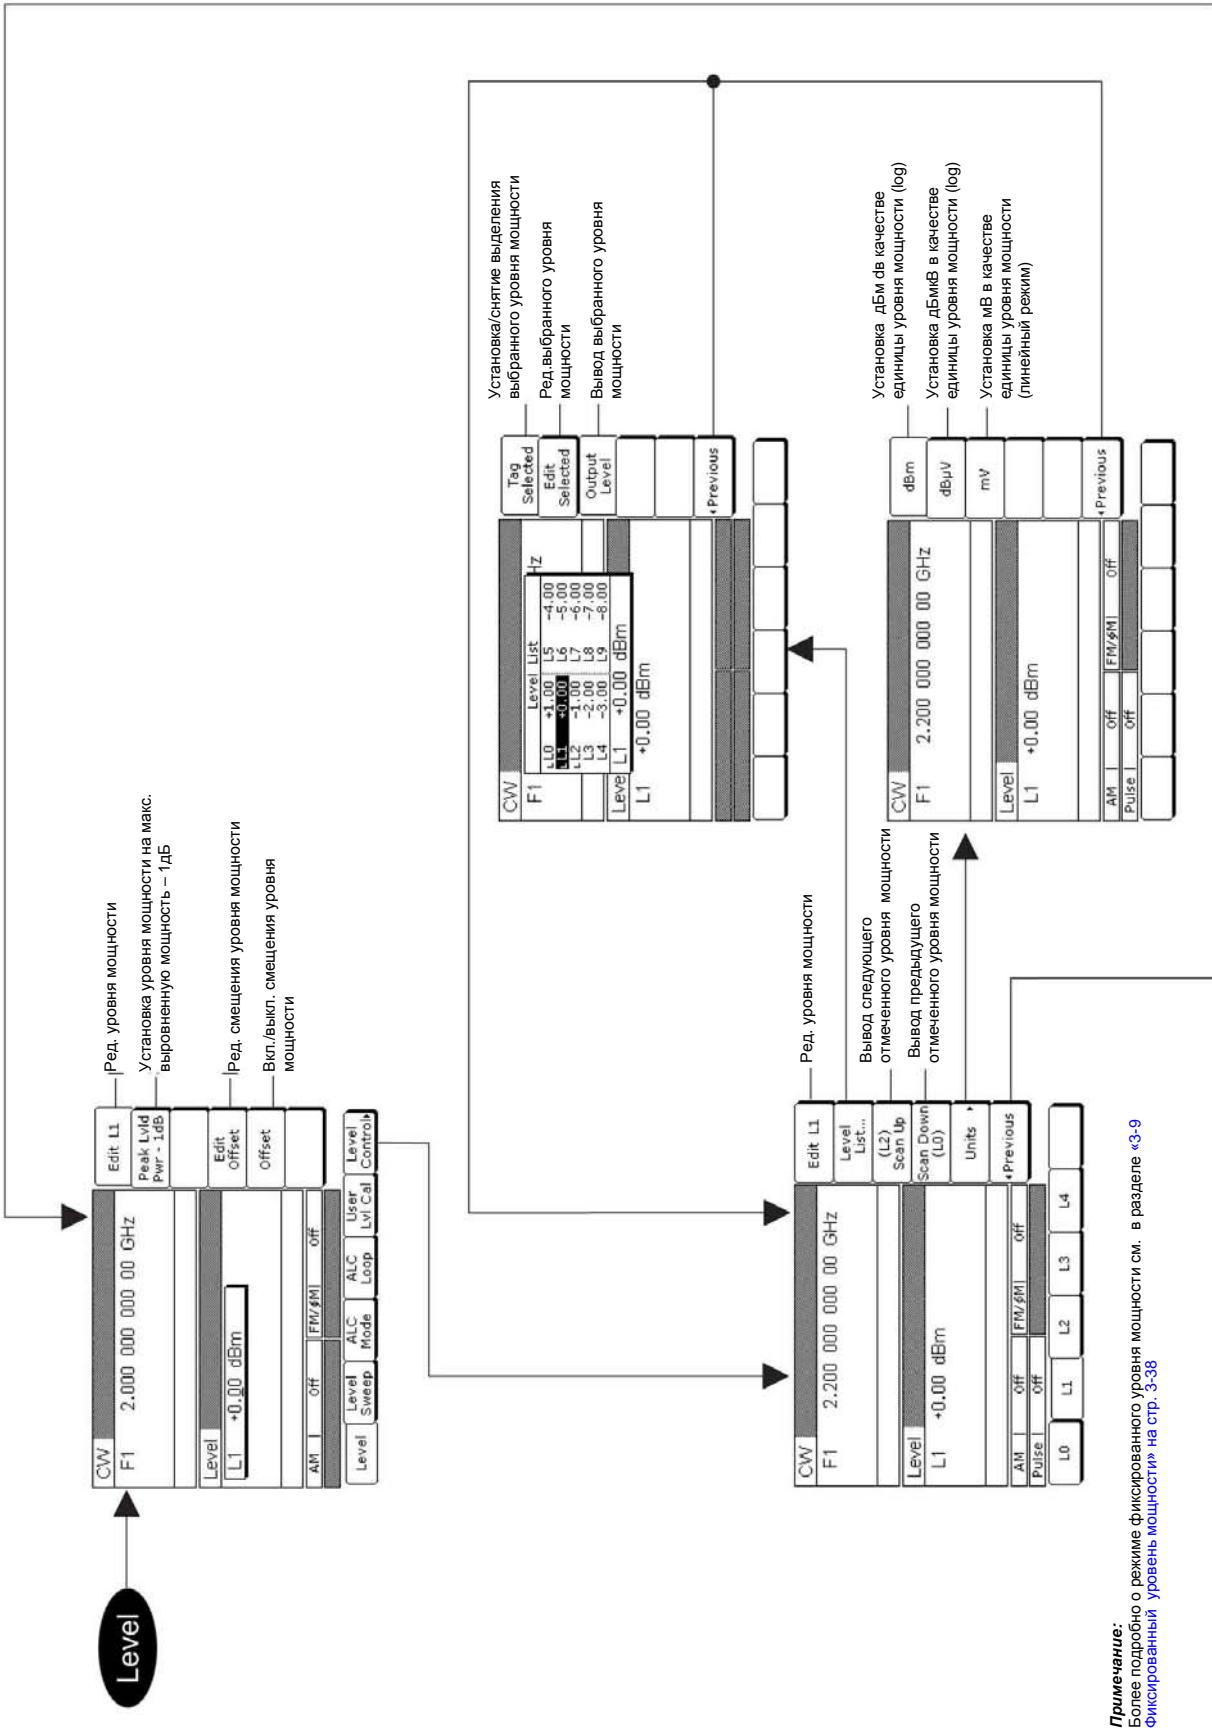 Level
CW
F1 2.000 000 000 00 GHz
Level
L1 +0.00 dBm
AM Off FM/ϕM Off
Edit L1
Peak Lvld
Pwr - 1dB
Edit
Offset
Offset
Level
Level
Sweep
ALC
Mode
ALC
Loop
User
Lvl Cal
Level
Control▸
Ред. уровня мощности
Установка уровня мощности на макс.
выровненную мощность – 1дБ
Ред. смещения уровня мощности
Вкл./выкл. смещения уровня
мощности
CW
F1 2.200 000 000 00 GHz
Level
L1 +0.00 dBm
AM Off FM/ϕM Off
Pulse Off
Edit L1
Level
List...
(L2)
Scan Up
Scan Down
(L0)
Units ▸
◂Previous
L0 L1 L2 L3 L4
Ред. уровня мощности
Вывод следующего
отмеченного уровня мощности
Вывод предыдущего
отмеченного уровня мощности
CW
F1 Hz
Level List
L0 +1.00 L5 -4.00
L1 +0.00 L6 -5.00
L2 -1.00 L7 -6.00
L3 -2.00 L8 -7.00
L4 -3.00 L9 -8.00
L1 +0.00 dBm
Leve
L1 +0.00 dBm
Tag
Selected
Edit
Selected
Output
Level
◂Previous
Установка/снятие выделения
выбранного уровня мощности
Ред.выбранного уровня
мощности
Вывод выбранного уровня
мощности
CW
F1 2.200 000 000 00 GHz
Level
L1 +0.00 dBm
AM Off FM/ϕM Off
Pulse Off
dBm
dBµV
mV
◂Previous
Установка дБм dв качестве
единицы уровня мощности (log)
Установка дБмкВ в качестве
единицы уровня мощности (log)
Установка мВ в качестве
единицы уровня мощности
(линейный режим)
Примечание:
Более подробно о режиме фиксированного уровня мощности см. в разделе «3-9
Фиксированный уровень мощности» на стр. 3-38